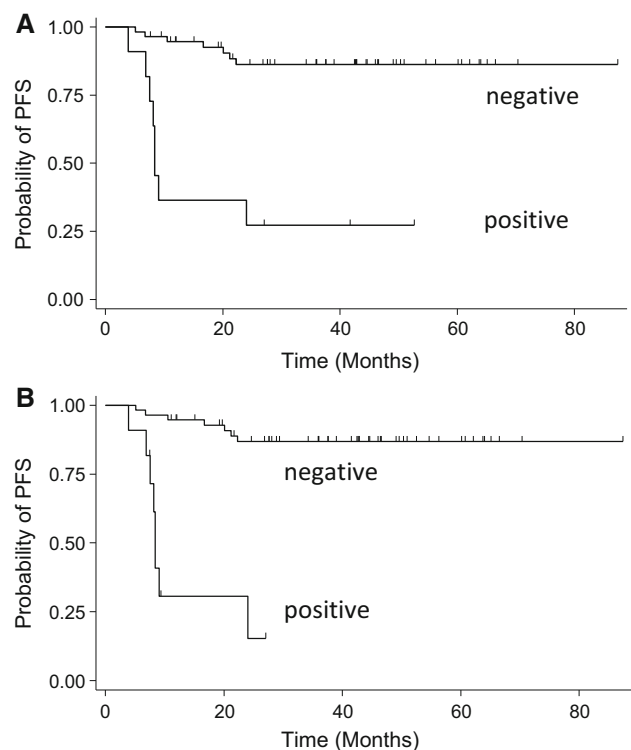 A
Probability of PFS
1.00
0.75
0.50
0.25
0.00
negative
positive
0 20 40 60 80
Time (Months)
B
Probability of PFS
1.00
0.75
0.50
0.25
0.00
negative
positive
0 20 40 60 80
Time (Months)